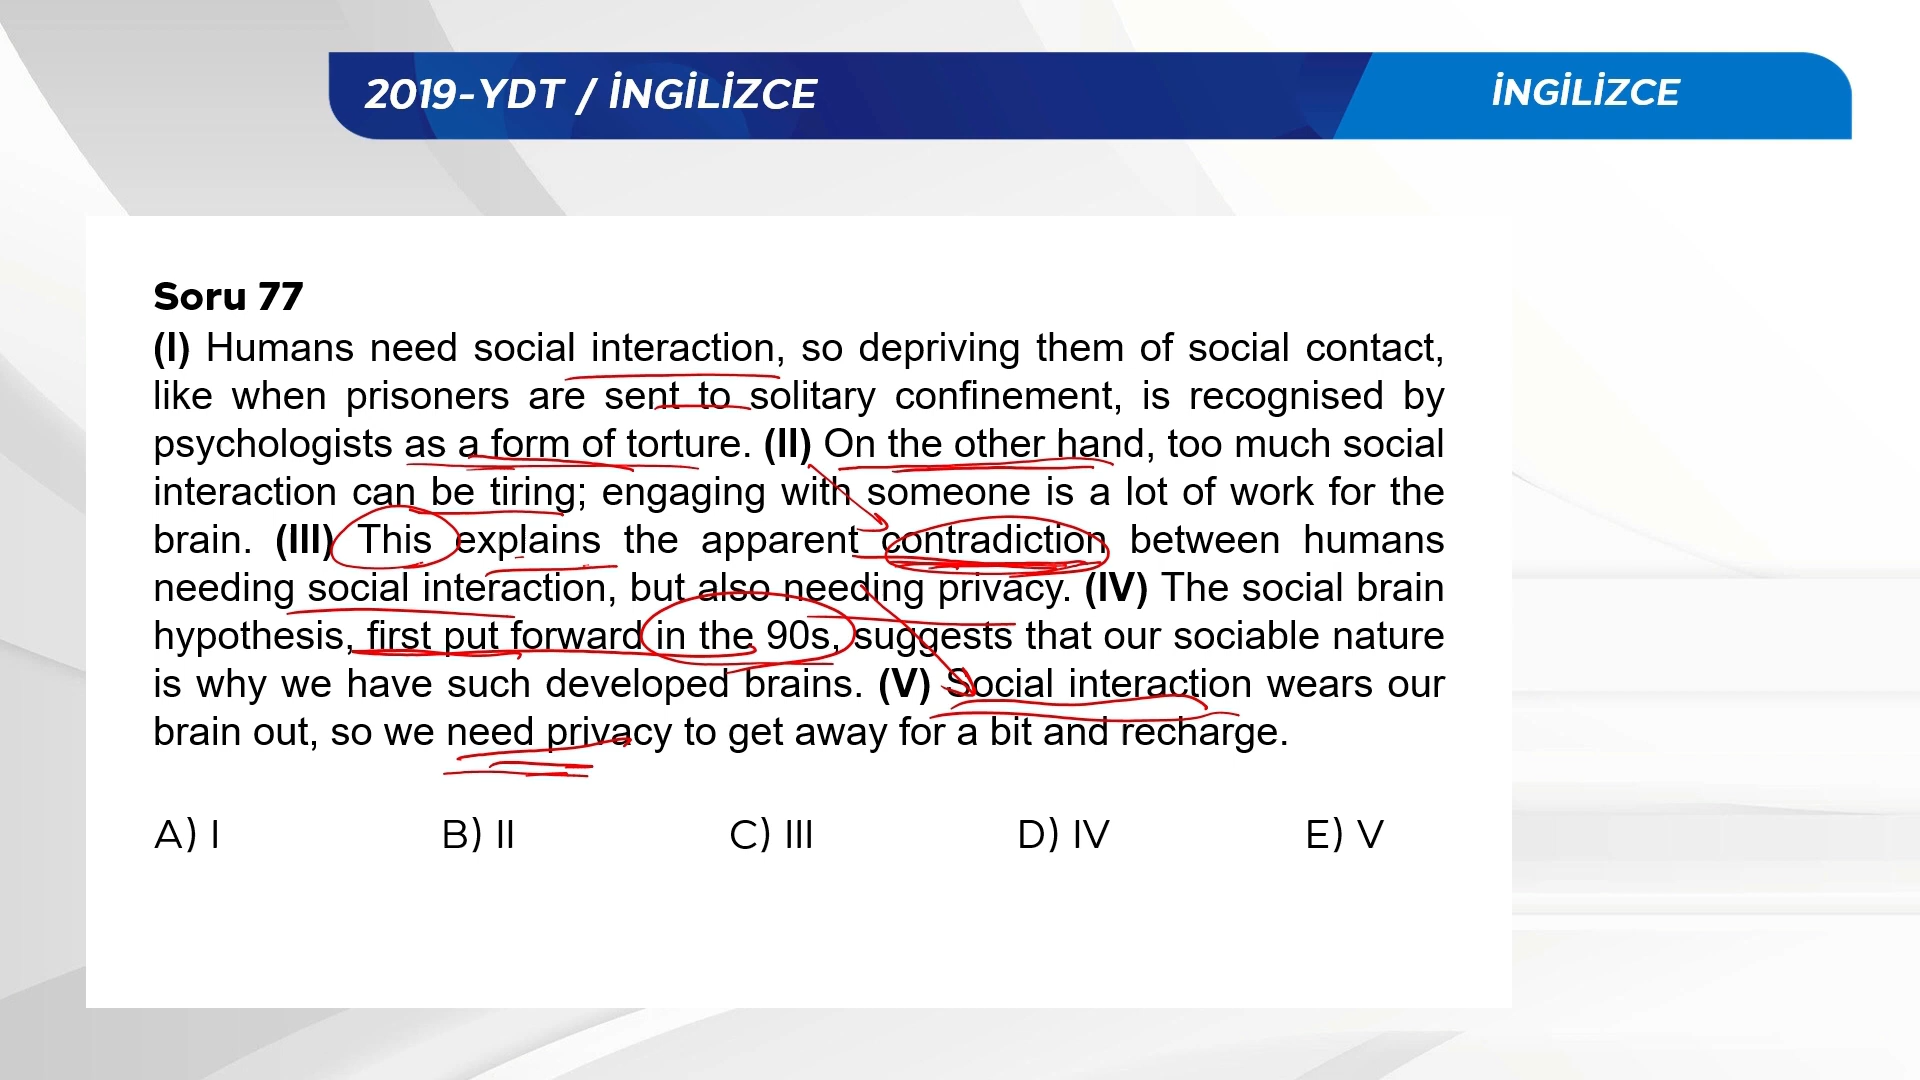 2019-YDT / İNGİLİZCE
İNGİLİZCE
Soru 77
(I) Humans need social interaction, so depriving them of social contact,
like when prisoners are sent to solitary confinement, is recognised by
psychologists as a form of torture. (II) On the other hand, too much social
interaction can be tiring; engaging with someone is a lot of work for the
brain. (III) This explains the apparent contradiction between humans
needing social interaction, but also needing privacy. (IV) The social brain
hypothesis, first put forward in the 90s, suggests that our sociable nature
is why we have such developed brains. (V) Social interaction wears our
brain out, so we need privacy to get away for a bit and recharge.
A) I B) II C) III D) IV E) V